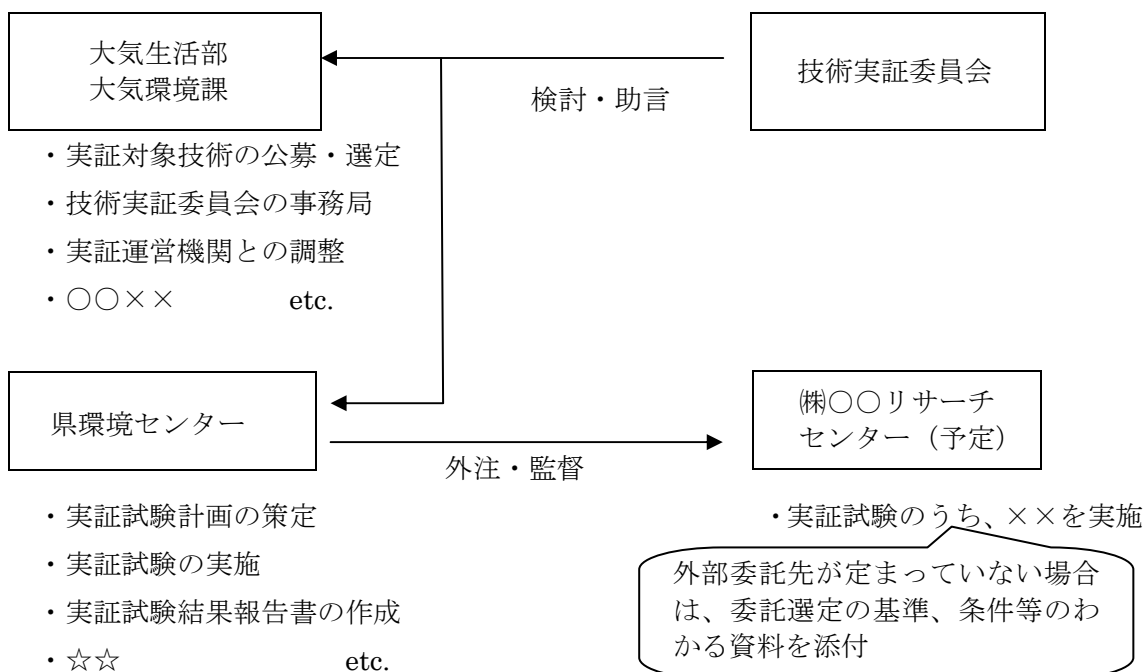 大気生活部
大気環境課
技術実証委員会
検討・助言
・実証対象技術の公募・選定
・技術実証委員会の事務局
・実証運営機関との調整
・○○×× etc.
県環境センター
㈱○○リサーチ
センター（予定）
外注・監督
・実証試験計画の策定
・実証試験の実施
・実証試験結果報告書の作成
・☆☆ etc.
・実証試験のうち、××を実施
外部委託先が定まっていない場合
は、委託選定の基準、条件等のわ
かる資料を添付